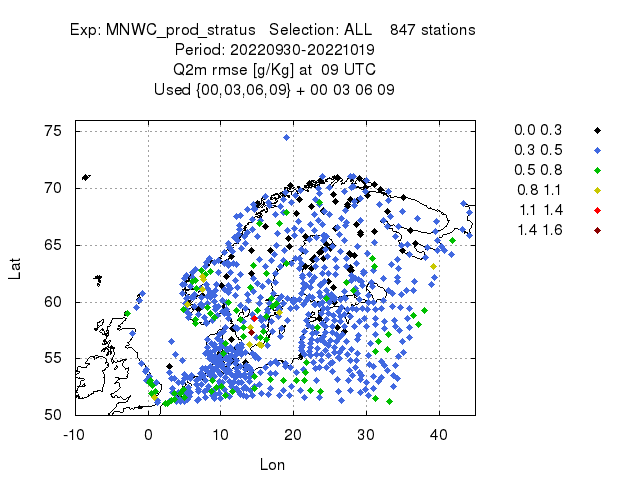 Exp: MNWC_prod_stratus   Selection: ALL    847 stations
Period: 20220930-20221019
Q2m rmse [g/Kg] at  09 UTC
Used {00,03,06,09} + 00 03 06 09
0.0 0.3
0.3 0.5
0.5 0.8
0.8 1.1
1.1 1.4
1.4 1.6
75
70
65
60
55
50
Lat
-10 0 10 20 30 40
Lon